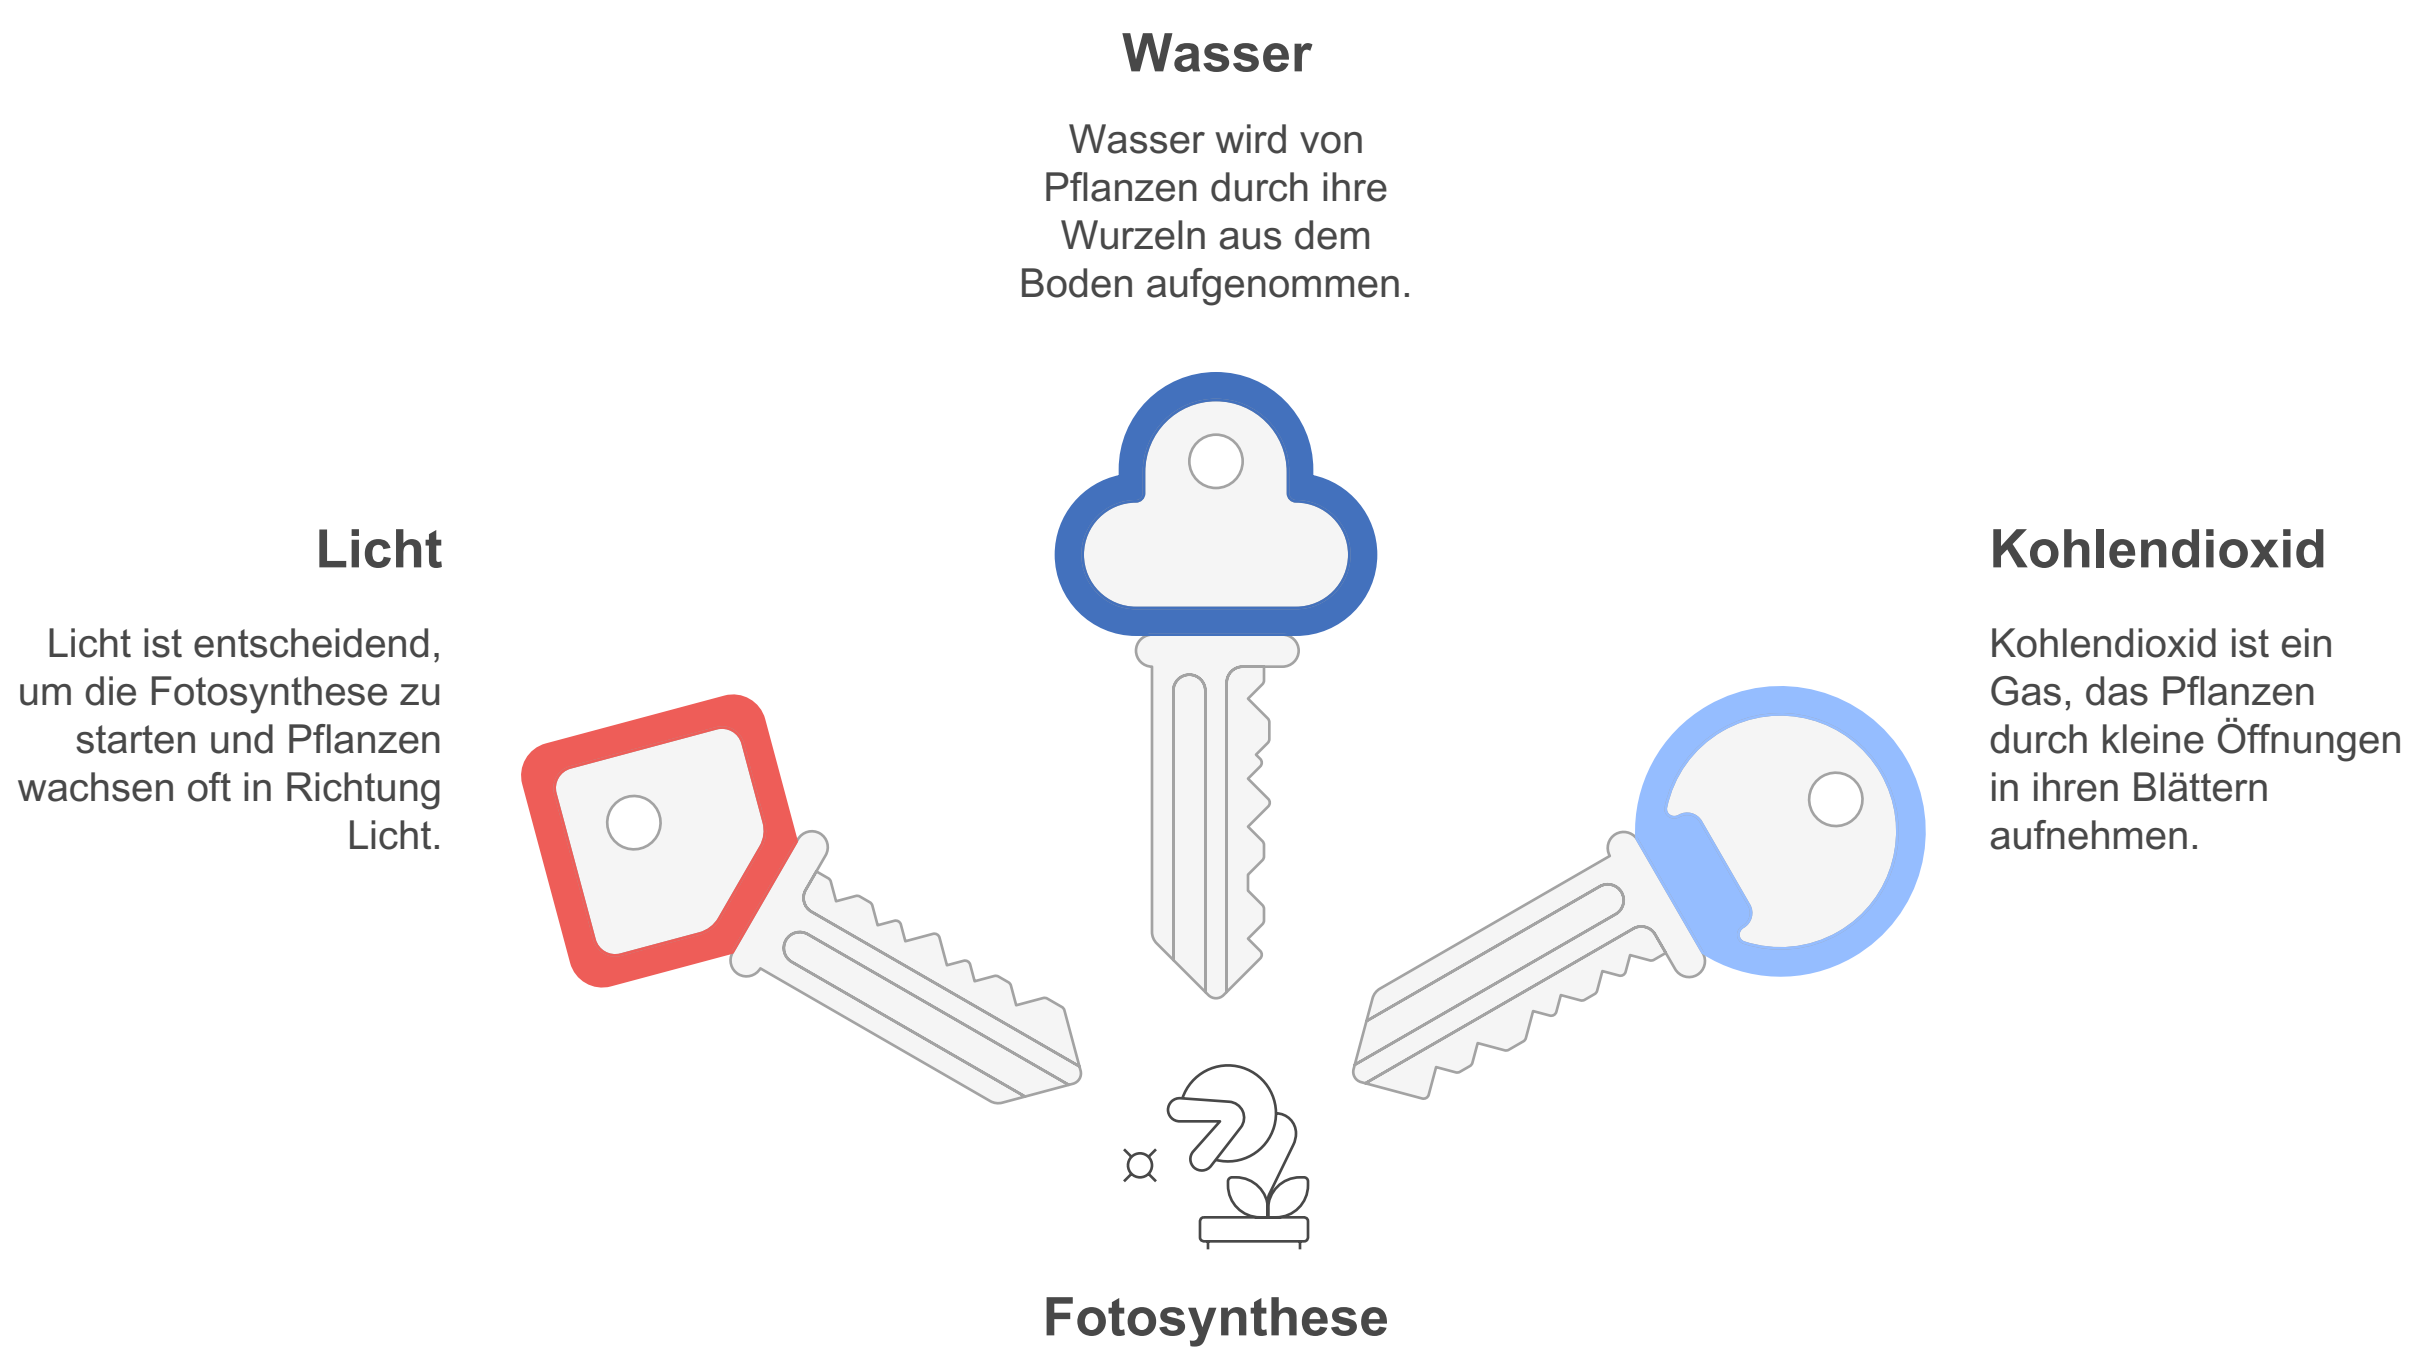 Wasser
Wasser wird von
Pflanzen durch ihre
Wurzeln aus dem
Boden aufgenommen.
Licht
Licht ist entscheidend,
um die Fotosynthese zu
starten und Pflanzen
wachsen oft in Richtung
Licht.
Kohlendioxid
Kohlendioxid ist ein
Gas, das Pflanzen
durch kleine Öffnungen
in ihren Blättern
aufnehmen.
Fotosynthese